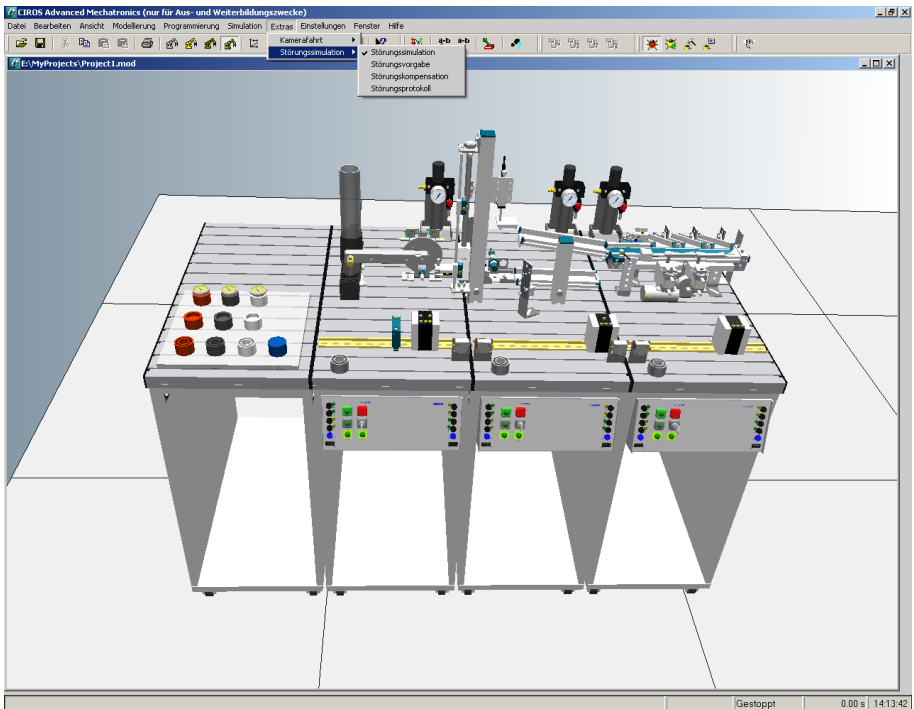 CIROS Advanced Mechatronics (nur für Aus- und Weiterbildungszwecke)
Datei Bearbeiten Ansicht Modellierung Programmierung Simulation Extras Einstellungen Fenster Hilfe
Kamerafahrt
Störungssimulation
Störungssimulation
Störungsvorgabe
Störungskompensation
Störungsprotokoll
a-b a-b
E:\MyProjects\Project1.mod
Gestoppt 0.00 s 14:13:42